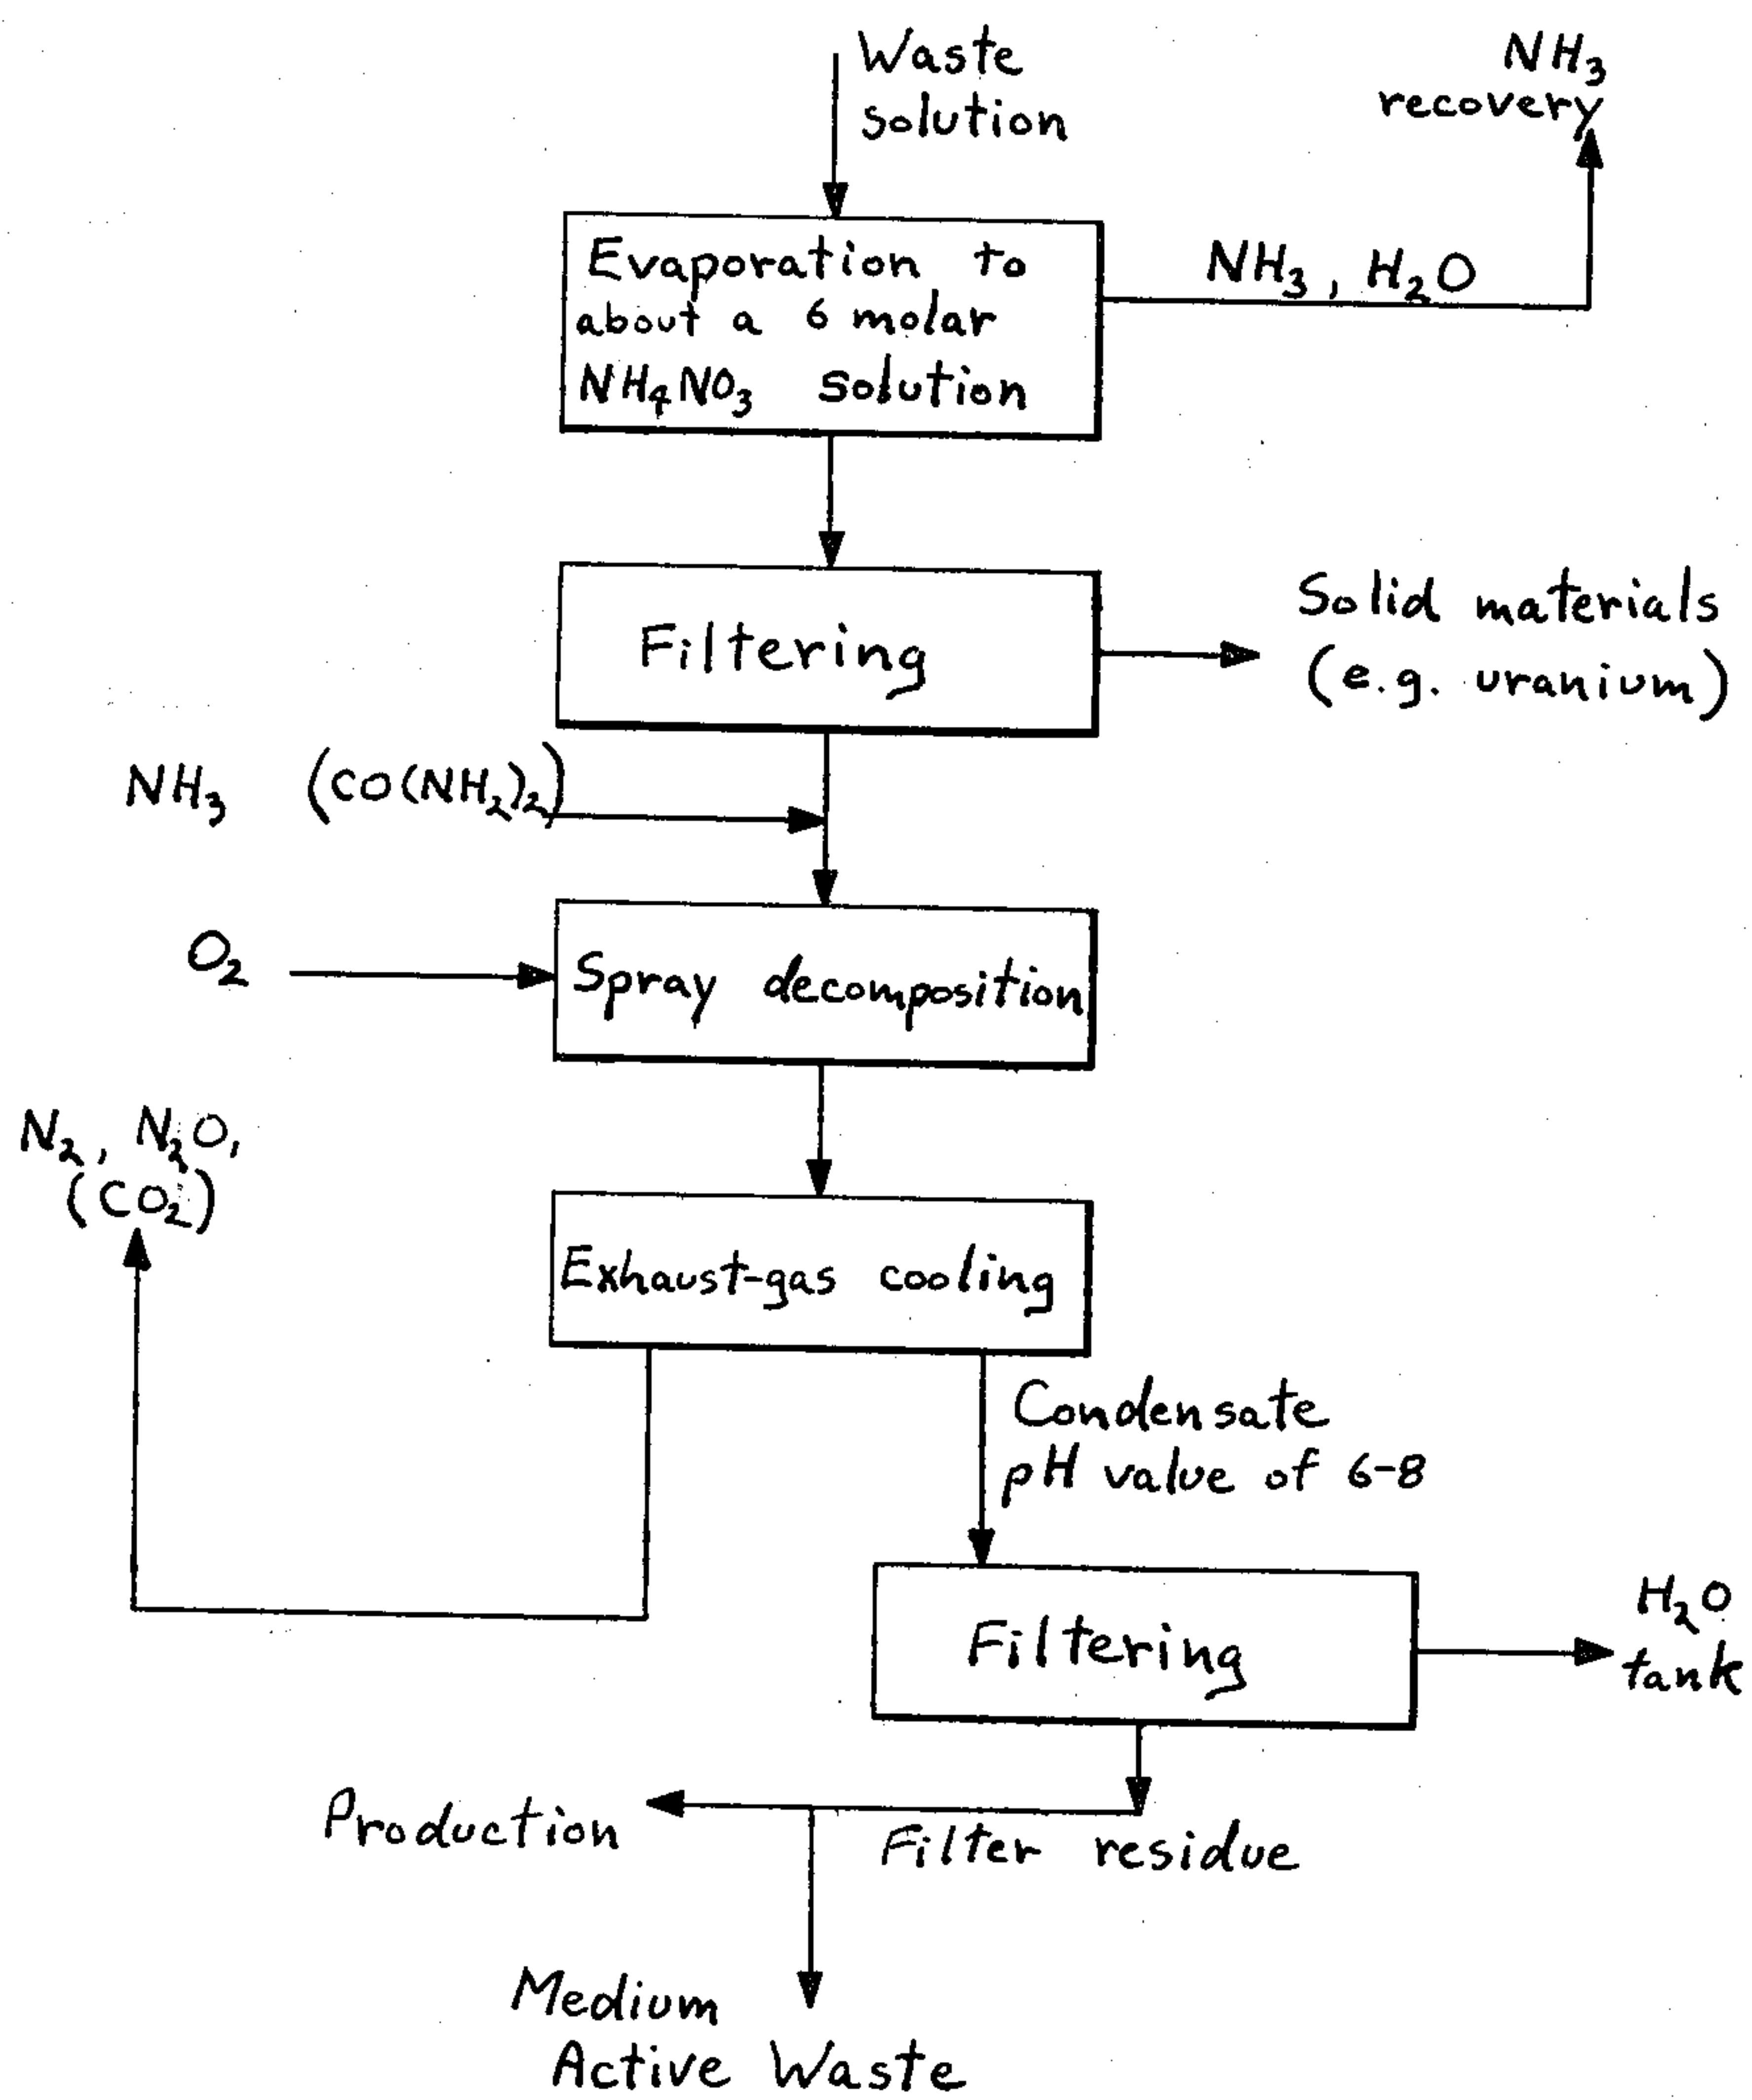 Waste
solution
NH₃
recovery
Evaporation to
about a 6 molar
NH₄NO₃ solution
NH₃, H₂O
Filtering
Solid materials
(e.g. uranium)
NH₃ (CO(NH₂)₂)
O₂
Spray decomposition
N₂, N₂O,
(CO₂)
Exhaust-gas cooling
Condensate
pH value of 6-8
Filtering
H₂O
tank
Production
Filter residue
Medium
Active Waste